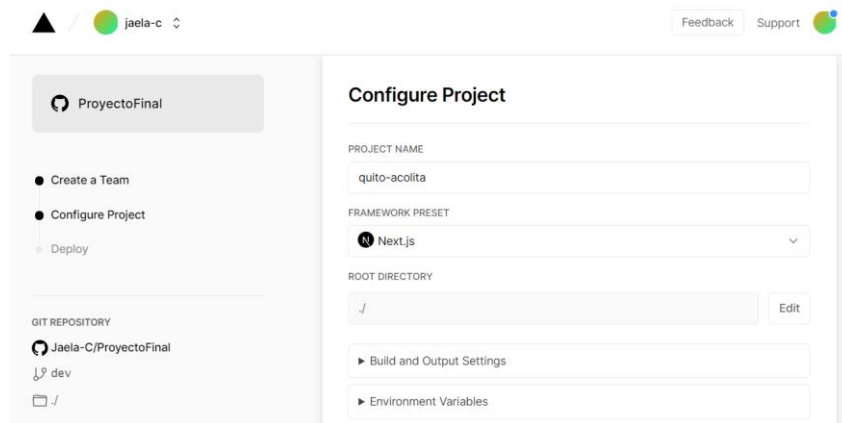 jaela-c
Feedback
Support
ProyectoFinal
Create a Team
Configure Project
Deploy
GIT REPOSITORY
Jaela-C/ProyectoFinal
dev
./
Configure Project
PROJECT NAME
quito-acolita
FRAMEWORK PRESET
N Next.js
ROOT DIRECTORY
./
Edit
Build and Output Settings
Environment Variables